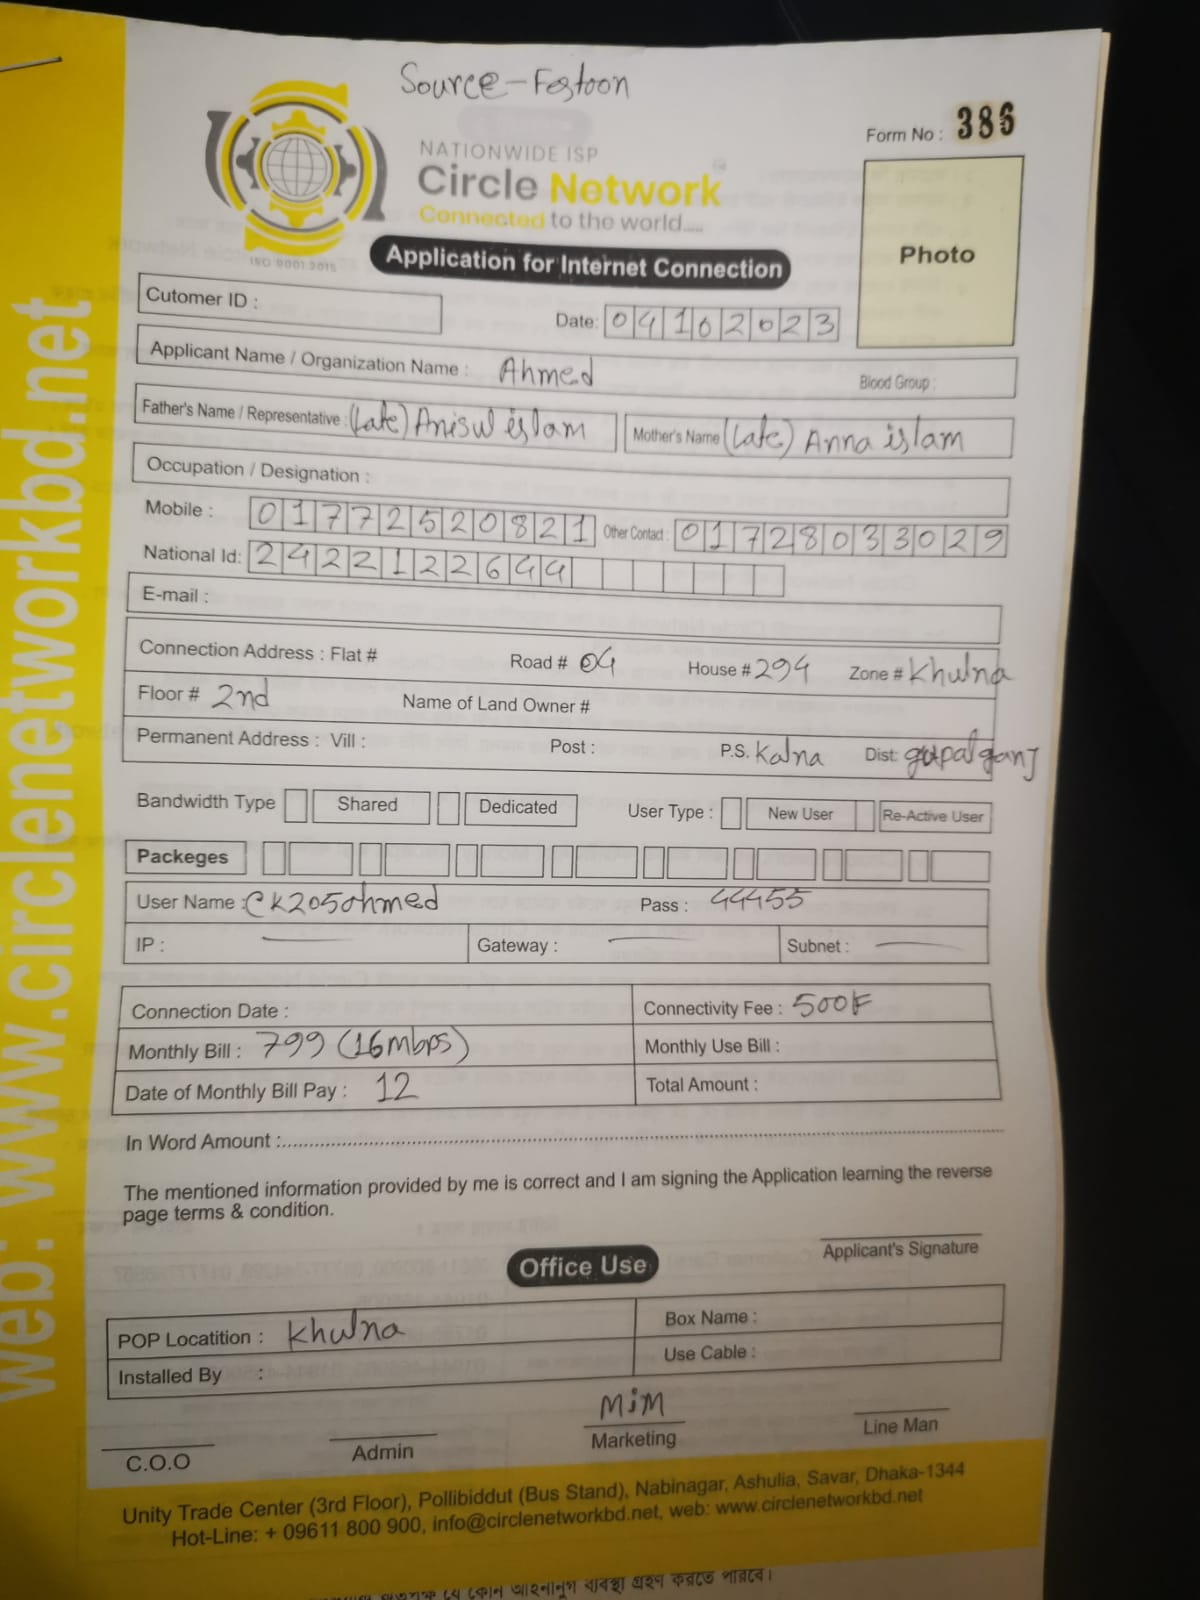 Source - Festoon
Form No : 386
NATIONWIDE ISP
Circle Network
Connected to the world.....
ISO 9001:2015
Application for Internet Connection
Photo
Cutomer ID :
Date: 04102023
Applicant Name / Organization Name : Ahmed
Blood Group :
Father's Name / Representative : (Late) Anisul islam
Mother's Name (Late) Anna islam
Occupation / Designation :
Mobile : 01772520821 Other Contact : 01728033029
National Id: 2422122644
E-mail :
Connection Address : Flat # Road # 04 House # 294 Zone # Khulna
Floor # 2nd Name of Land Owner #
Permanent Address : Vill : Post : P.S. Kalna Dist: gopalganj
Bandwidth Type Shared Dedicated User Type : New User Re-Active User
Packeges
User Name : CK205ahmed Pass : 44455
IP : Gateway : Subnet :
Connection Date : Connectivity Fee : 500
Monthly Bill : 799 (16mbps) Monthly Use Bill :
Date of Monthly Bill Pay : 12 Total Amount :
In Word Amount :
The mentioned information provided by me is correct and I am signing the Application learning the reverse
page terms & condition.
Applicant's Signature
Office Use
POP Locatition : Khulna Box Name :
Installed By : Use Cable :
MiM
C.O.O Admin Marketing Line Man
Unity Trade Center (3rd Floor), Pollibiddut (Bus Stand), Nabinagar, Ashulia, Savar, Dhaka-1344
Hot-Line: + 09611 800 900, info@circlenetworkbd.net, web: www.circlenetworkbd.net
web: www.circlenetworkbd.net
যে কোন আইনানুগ ব্যবস্থা গ্রহণ করতে পারবে।